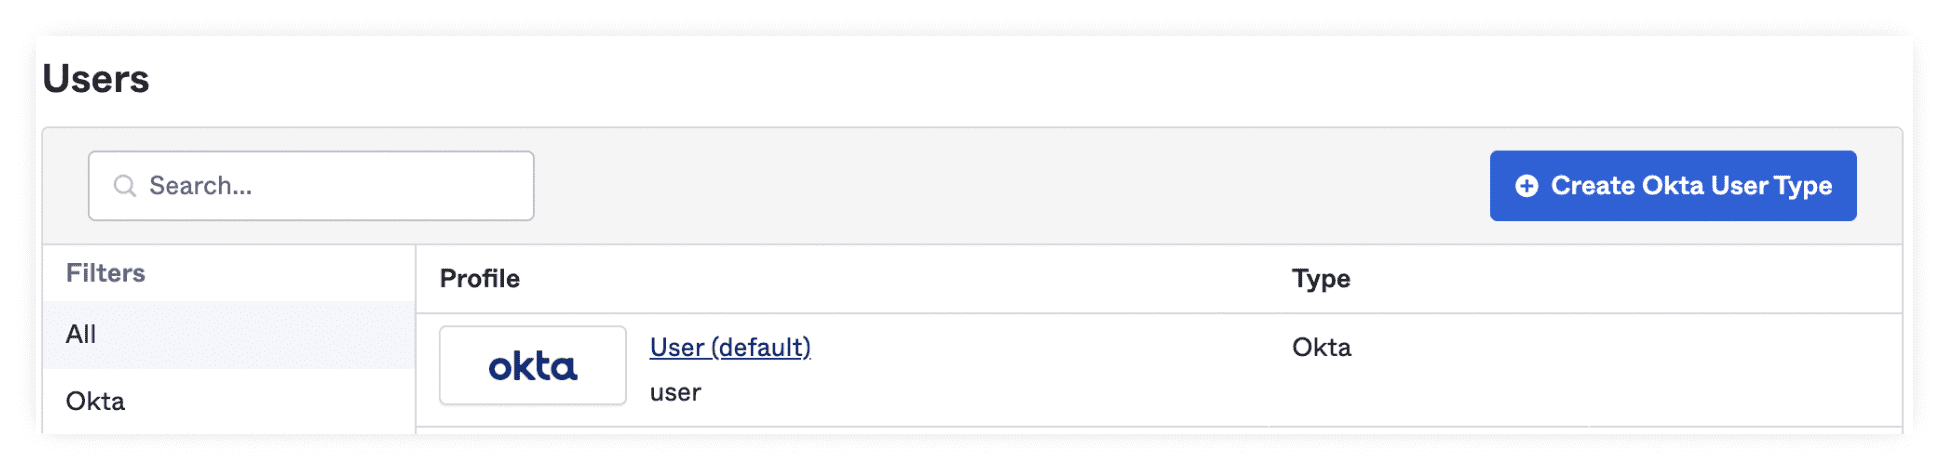 Users
Search...
Create Okta User Type
Filters
All
Okta
Profile
Type
okta
User (default)
user
Okta